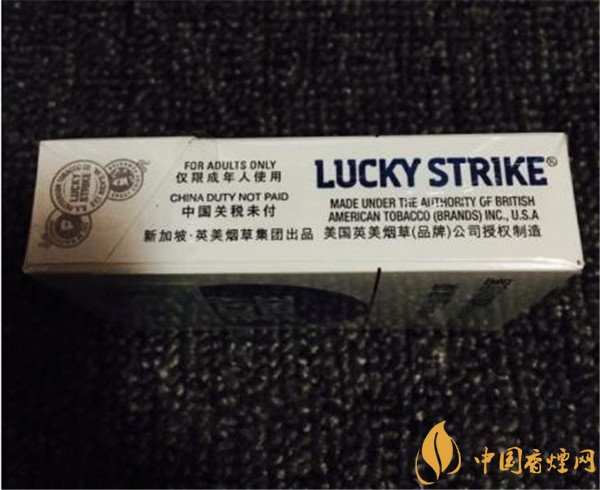 FOR ADULTS ONLY
仅限成年人使用
CHINA DUTY NOT PAID
中国关税未付
LUCKY STRIKE®
MADE UNDER THE AUTHORITY OF BRITISH
AMERICAN TOBACCO (BRANDS) INC., U.S.A
新加坡·英美烟草集团出品 美国英美烟草(品牌)公司授权制造
LUCKY
STRIKE
中国香烟网